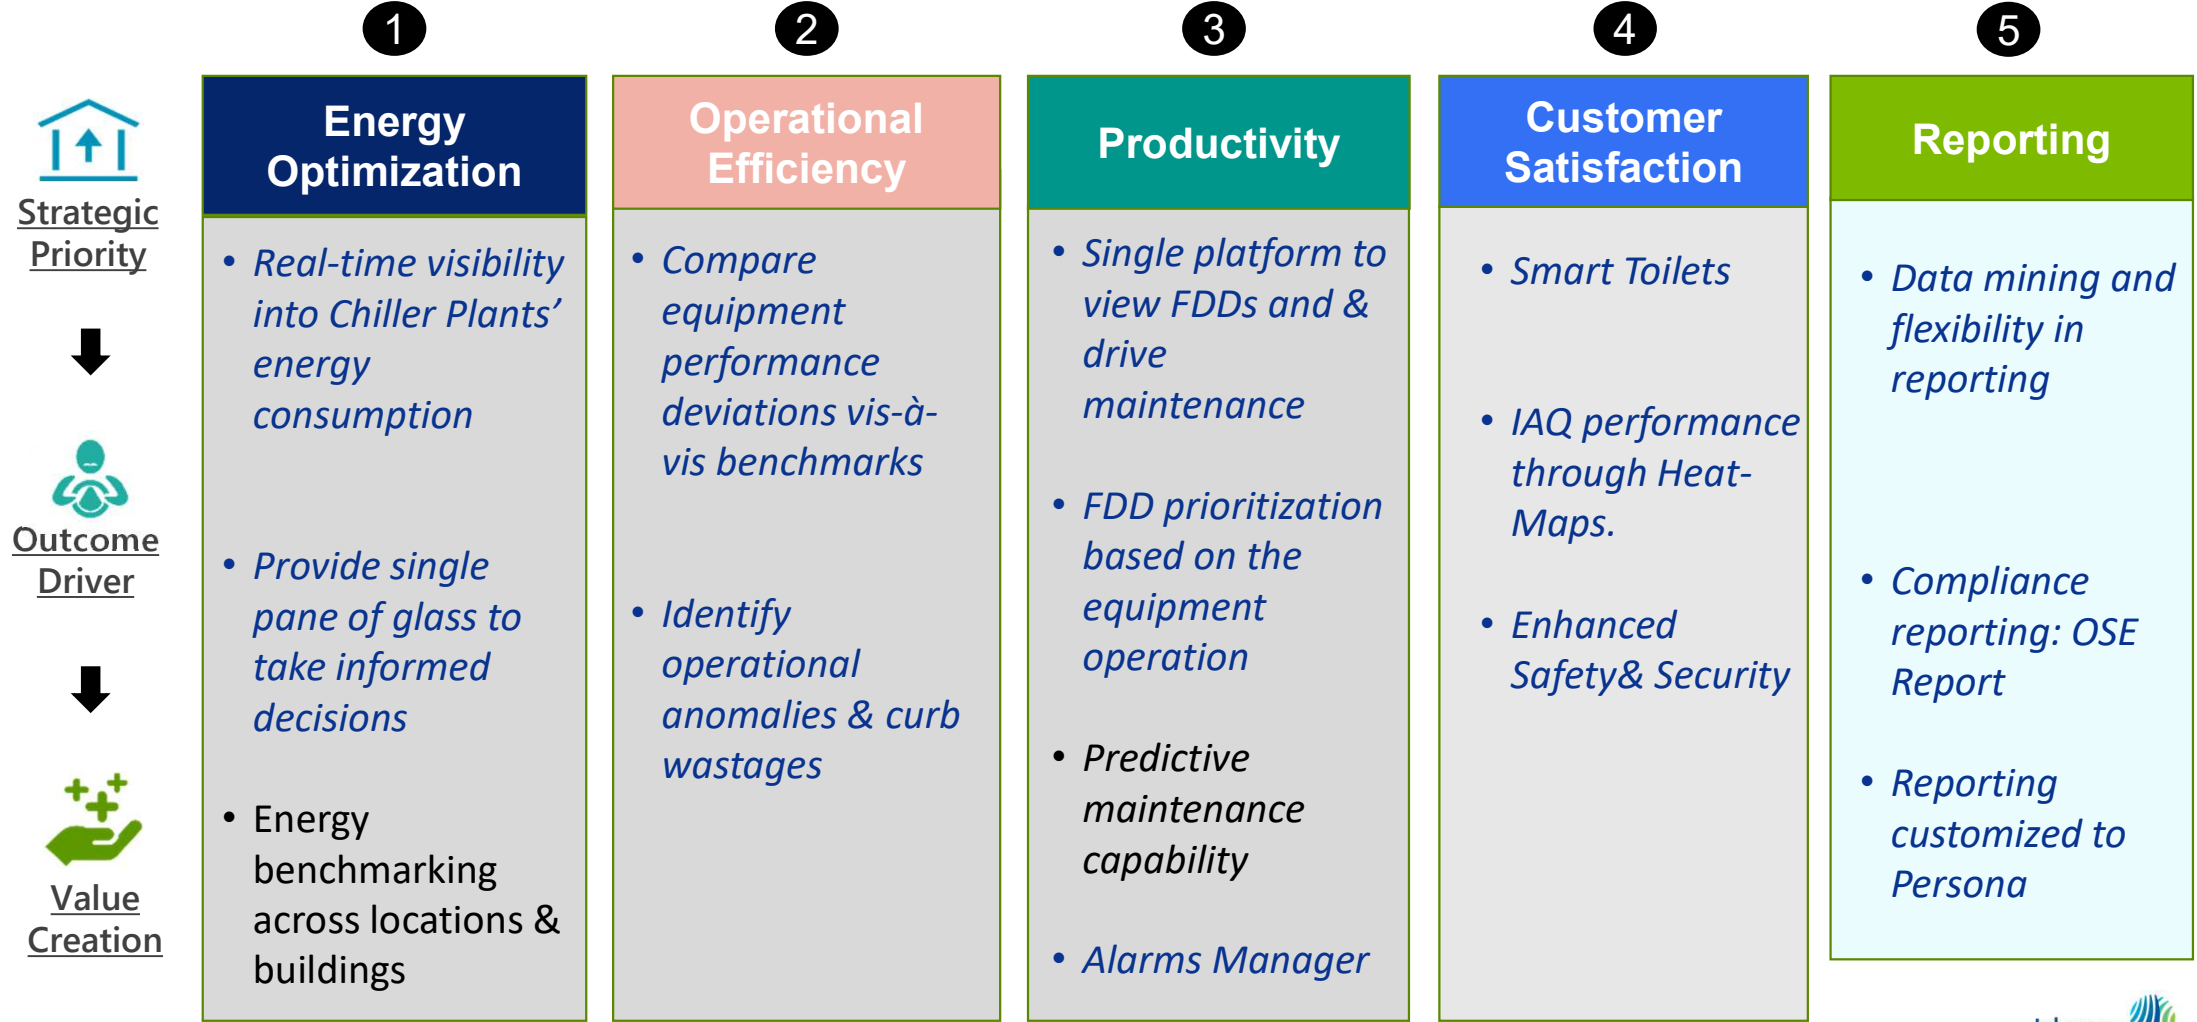 1
2
3
4
5
Strategic
Priority
Outcome
Driver
Value
Creation
Energy
Optimization
• Real-time visibility
into Chiller Plants’
energy
consumption
• Provide single
pane of glass to
take informed
decisions
• Energy
benchmarking
across locations &
buildings
Operational
Efficiency
• Compare
equipment
performance
deviations vis-à-
vis benchmarks
• Identify
operational
anomalies & curb
wastages
Productivity
• Single platform to
view FDDs and &
drive
maintenance
• FDD prioritization
based on the
equipment
operation
• Predictive
maintenance
capability
• Alarms Manager
Customer
Satisfaction
• Smart Toilets
• IAQ performance
through Heat-
Maps.
• Enhanced
Safety& Security
Reporting
• Data mining and
flexibility in
reporting
• Compliance
reporting: OSE
Report
• Reporting
customized to
Persona